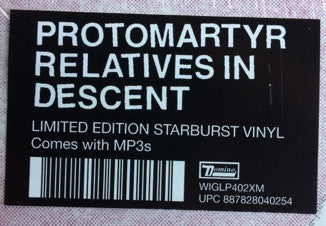 PROTOMARTYR
RELATIVES IN
DESCENT
LIMITED EDITION STARBURST VINYL
Comes with MP3s
Domino
WIGLP402XM
UPC 887828040254